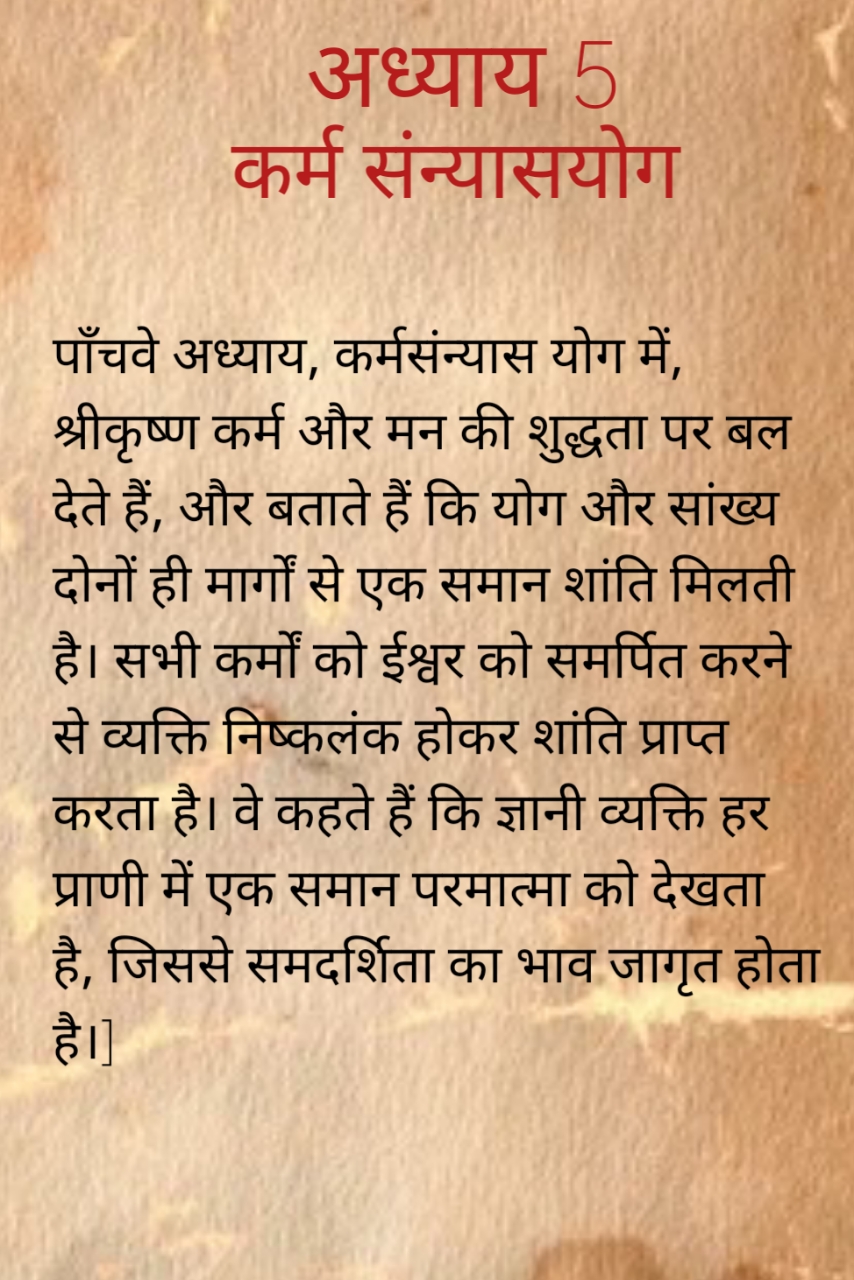 अध्याय 5
कर्म संन्यासयोग
पाँचवे अध्याय, कर्मसंन्यास योग में,
श्रीकृष्ण कर्म और मन की शुद्धता पर बल
देते हैं, और बताते हैं कि योग और सांख्य
दोनों ही मार्गों से एक समान शांति मिलती
है। सभी कर्मों को ईश्वर को समर्पित करने
से व्यक्ति निष्कलंक होकर शांति प्राप्त
करता है। वे कहते हैं कि ज्ञानी व्यक्ति हर
प्राणी में एक समान परमात्मा को देखता
है, जिससे समदर्शिता का भाव जागृत होता
है।]